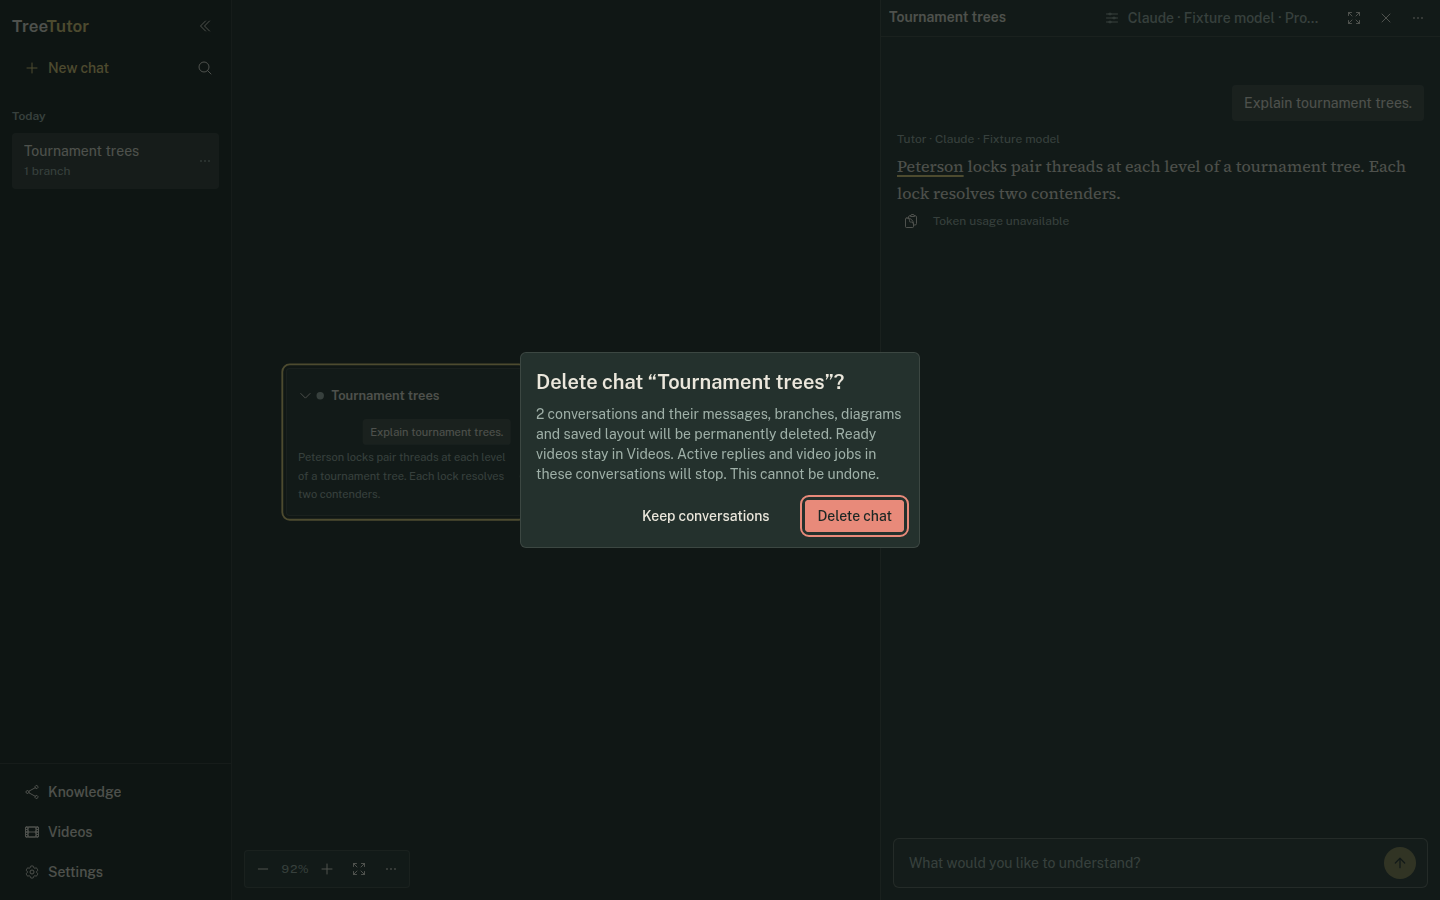 TreeTutor
New chat
Today
Tournament trees
1 branch
Knowledge
Videos
Settings
Tournament trees
Explain tournament trees.
Peterson locks pair threads at each level
of a tournament tree. Each lock resolves
two contenders.
92%
Delete chat “Tournament trees”?
2 conversations and their messages, branches, diagrams
and saved layout will be permanently deleted. Ready
videos stay in Videos. Active replies and video jobs in
these conversations will stop. This cannot be undone.
Keep conversations
Delete chat
Tournament trees
Claude · Fixture model · Pro...
Explain tournament trees.
Tutor · Claude · Fixture model
Peterson locks pair threads at each level of a tournament tree. Each
lock resolves two contenders.
Token usage unavailable
What would you like to understand?